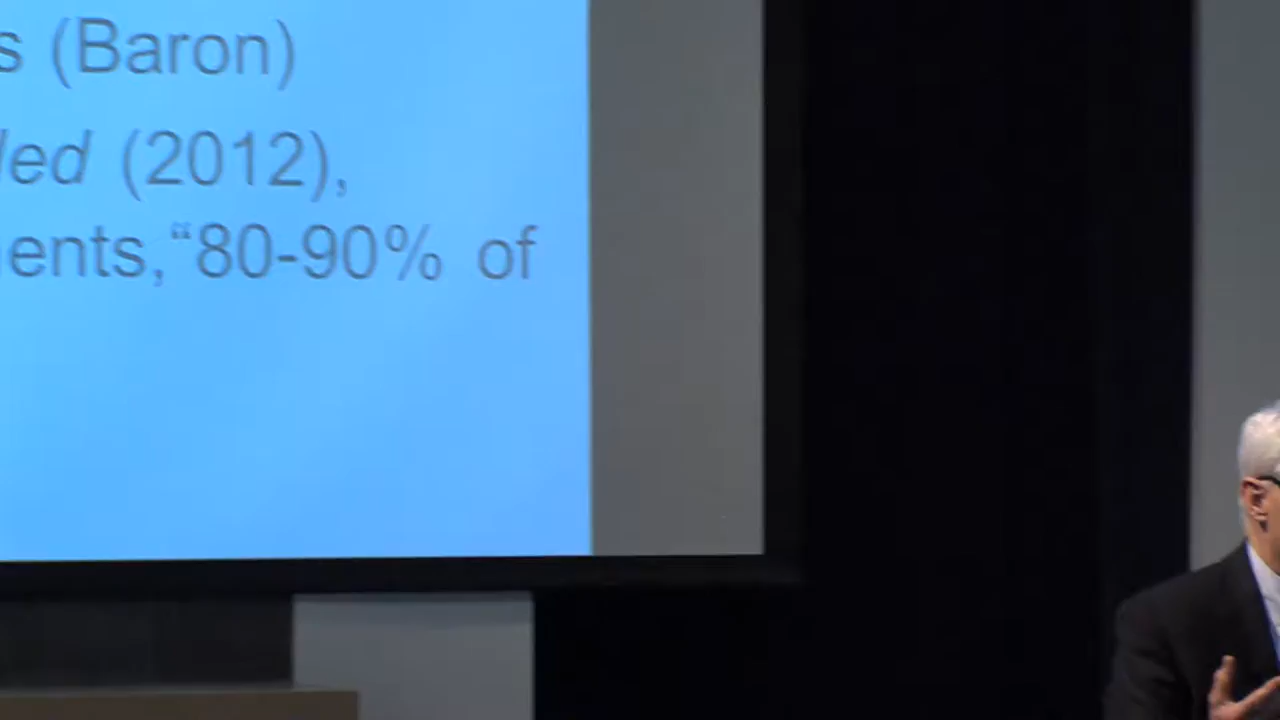 s (Baron)
led (2012),
ents, “80-90% of